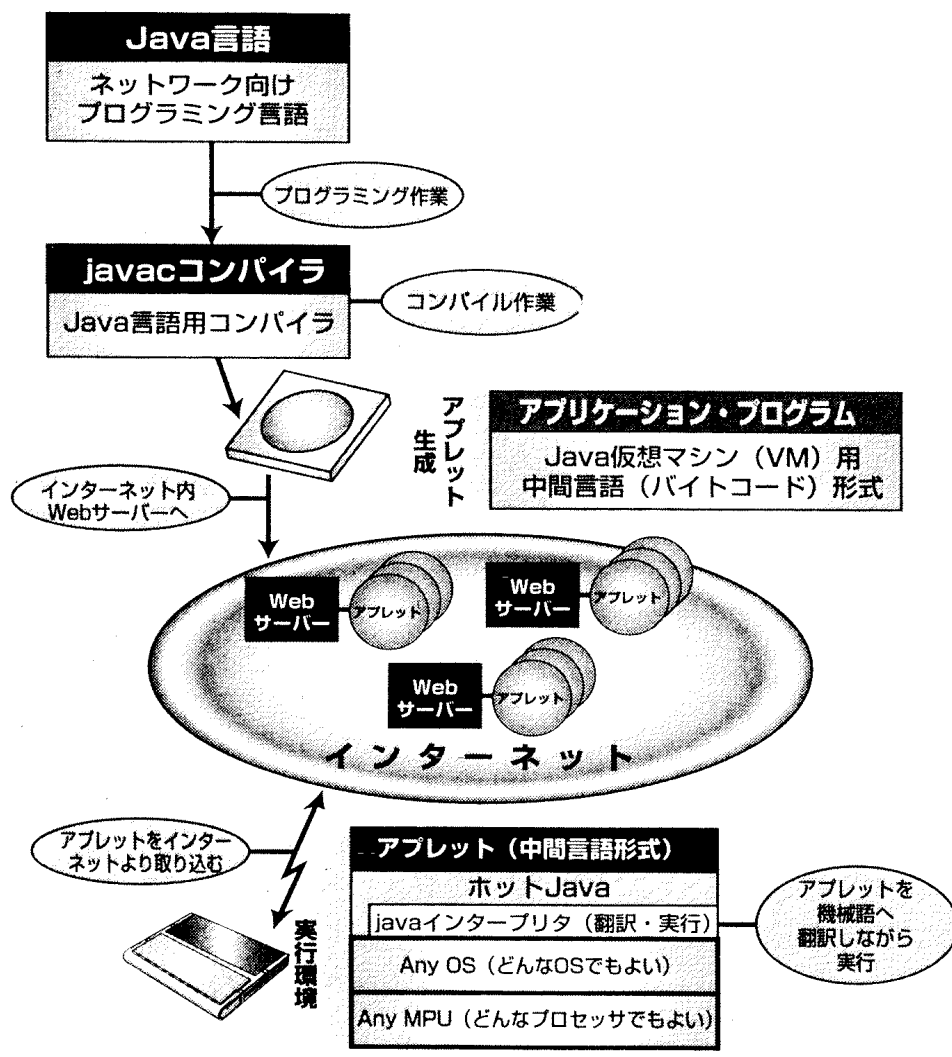 Java言語
ネットワーク向け
プログラミング言語
プログラミング作業
javacコンパイラ
Java言語用コンパイラ
コンパイル作業
アプレット
生成
アプリケーション・プログラム
Java仮想マシン（VM）用
中間言語（バイトコード）形式
インターネット内
Webサーバーへ
Web
サーバー
アプレット
Web
サーバー
アプレット
Web
サーバー
アプレット
インターネット
アプレットをインター
ネットより取り込む
実行環境
アプレット（中間言語形式）
ホットJava
javaインタープリタ（翻訳・実行）
Any OS（どんなOSでもよい）
Any MPU（どんなプロセッサでもよい）
アプレットを
機械語へ
翻訳しながら
実行